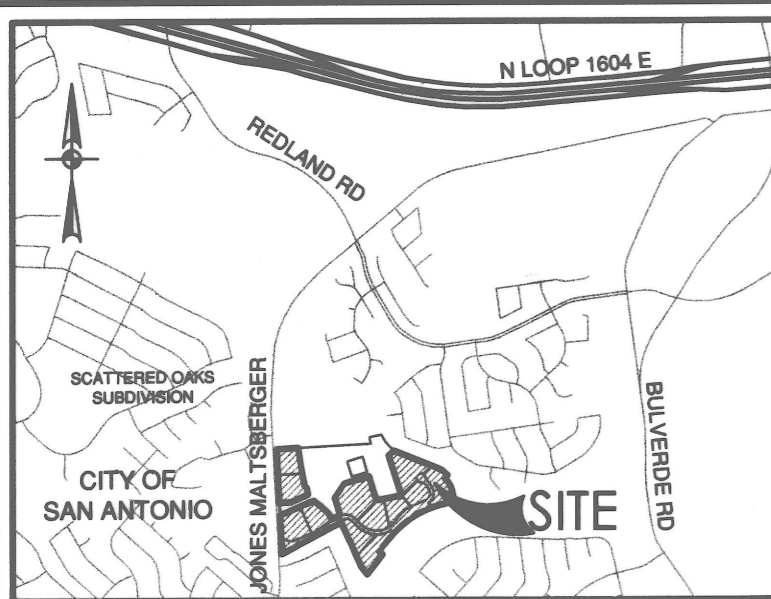 N LOOP 1604 E
REDLAND RD
SCATTERED OAKS
SUBDIVISION
JONES MALTSBERGER
BULVERDE RD
CITY OF
SAN ANTONIO
SITE